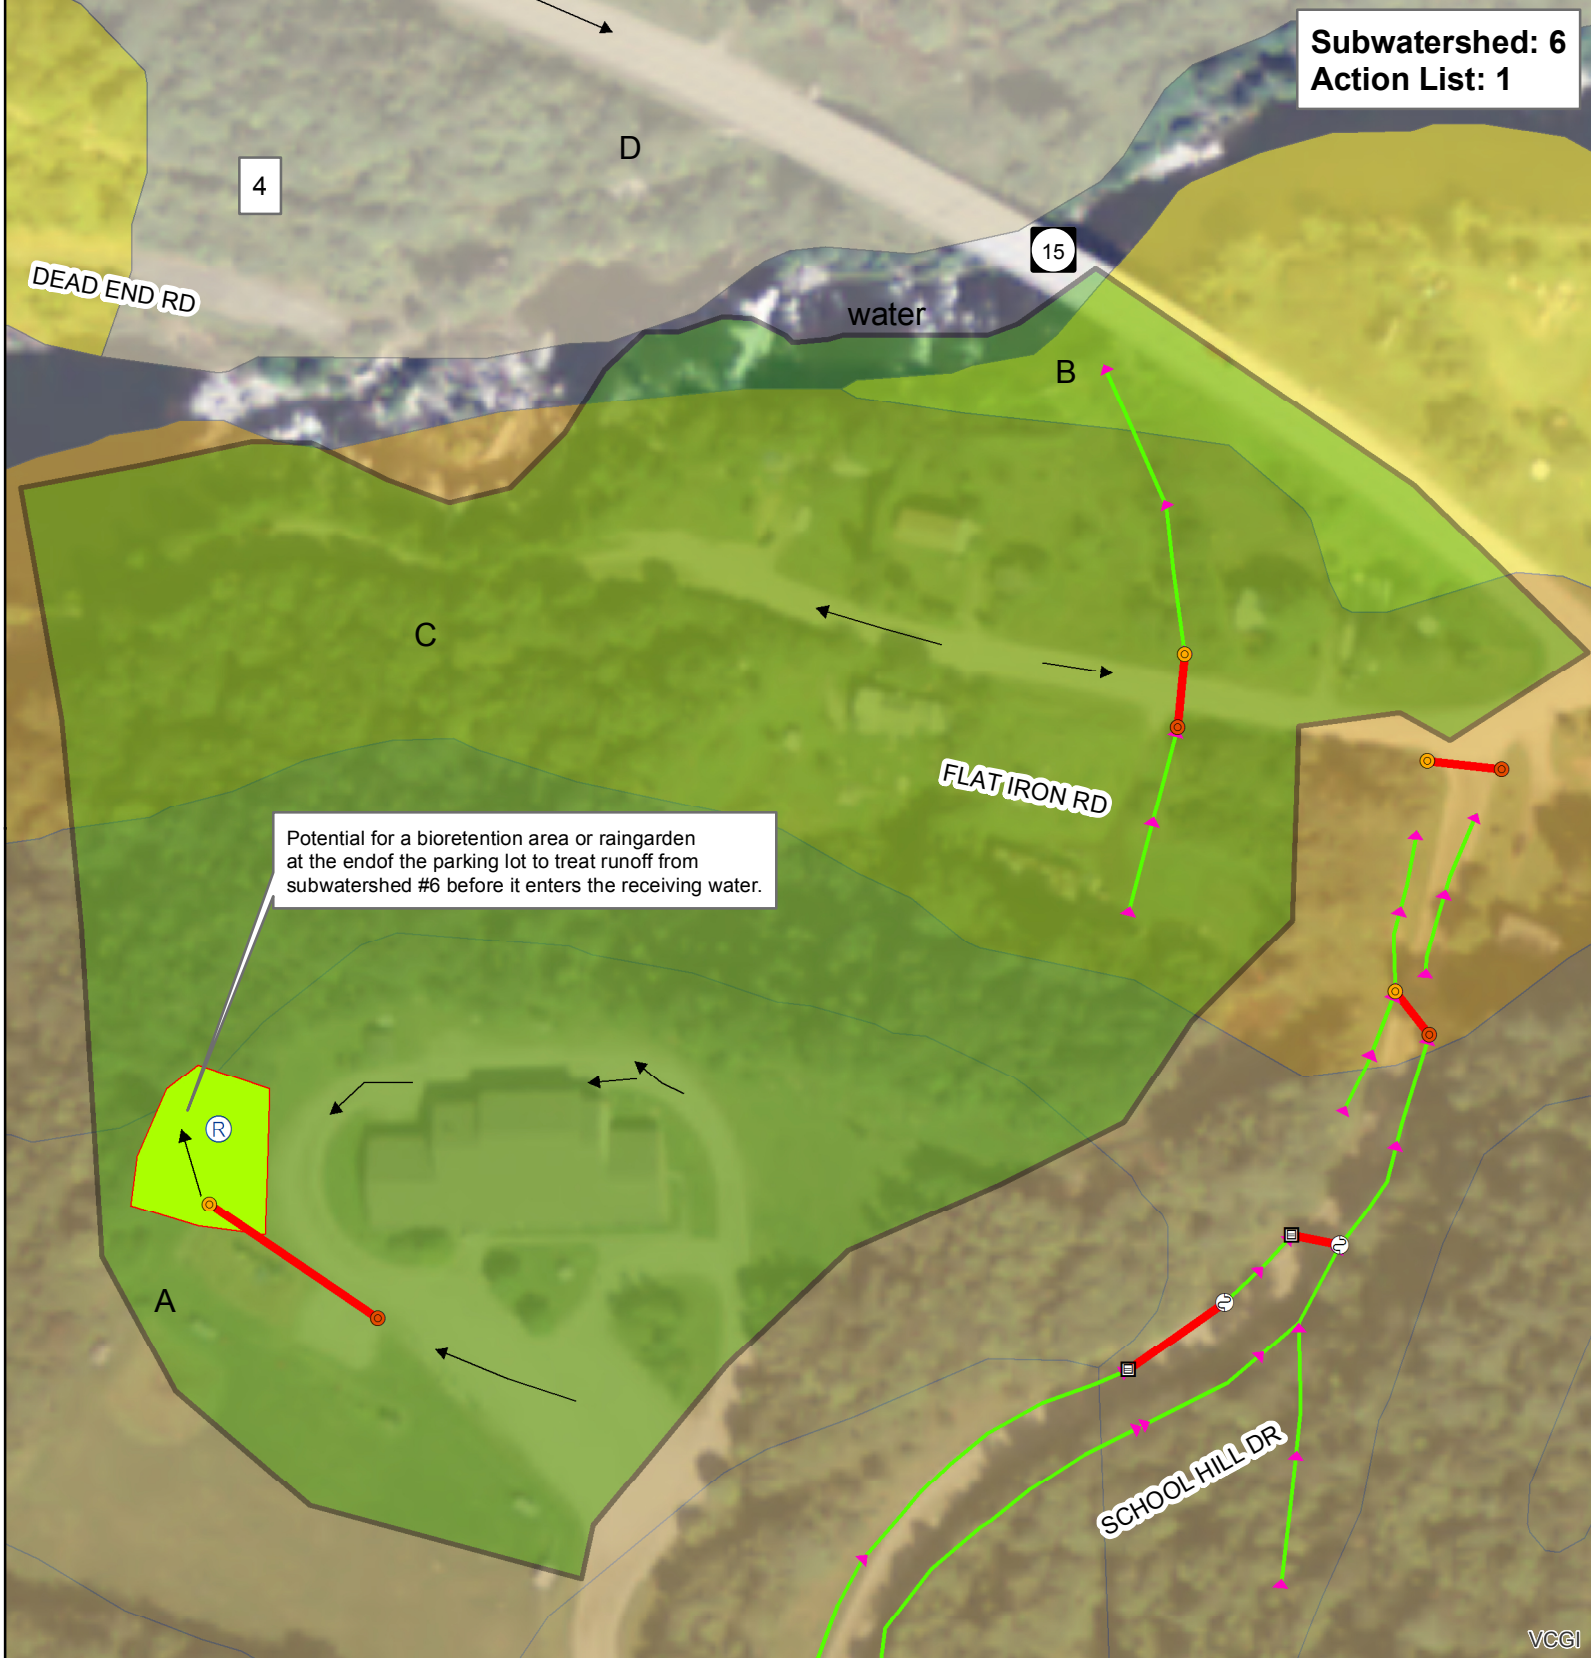 Subwatershed: 6
Action List: 1
D
4
15
DEAD END RD
water
B
C
FLAT IRON RD
Potential for a bioretention area or raingarden
at the endof the parking lot to treat runoff from
subwatershed #6 before it enters the receiving water.
R
A
SCHOOL HILL DR
VCGI